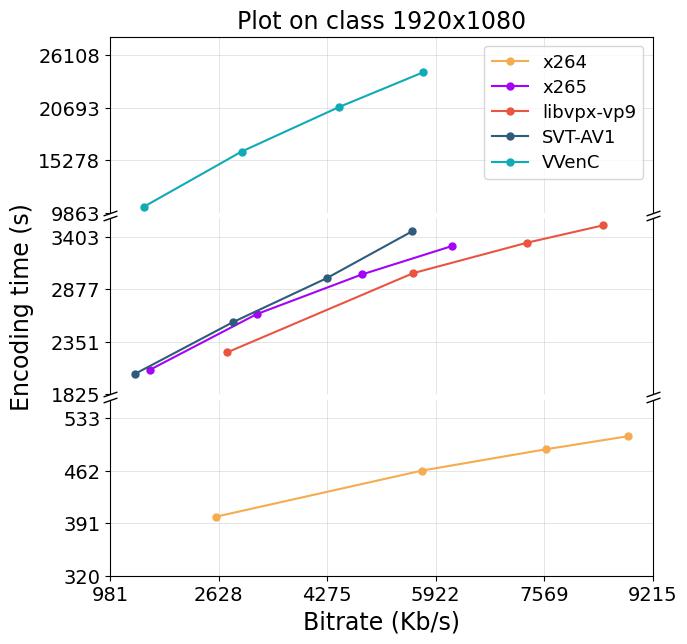 Plot on class 1920x1080
26108
20693
15278
9863
3403
2877
2351
1825
533
462
391
320
981 2628 4275 5922 7569 9215
Encoding time (s)
Bitrate (Kb/s)
x264
x265
libvpx-vp9
SVT-AV1
VVenC